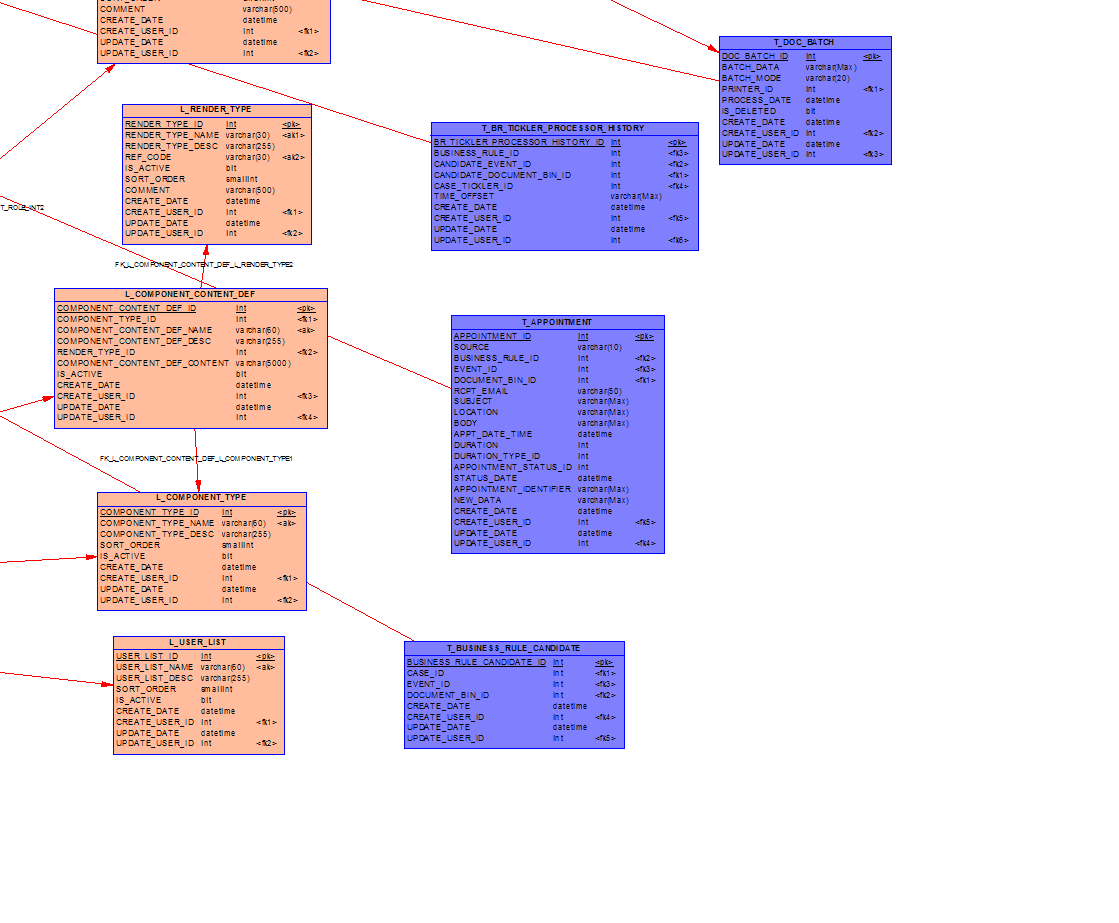 COMMENT varchar(500)
CREATE_DATE datetime
CREATE_USER_ID int <fk1>
UPDATE_DATE datetime
UPDATE_USER_ID int <fk2>
T_DOC_BATCH
DOC_BATCH_ID int <pk>
BATCH_DATA varchar(Max)
BATCH_MODE varchar(20)
PRINTER_ID int <fk1>
PROCESS_DATE datetime
IS_DELETED bit
CREATE_DATE datetime
CREATE_USER_ID int <fk2>
UPDATE_DATE datetime
UPDATE_USER_ID int <fk3>
L_RENDER_TYPE
RENDER_TYPE_ID int <pk>
RENDER_TYPE_NAME varchar(30) <ak1>
RENDER_TYPE_DESC varchar(255)
REF_CODE varchar(30) <ak2>
IS_ACTIVE bit
SORT_ORDER smallint
COMMENT varchar(500)
CREATE_DATE datetime
CREATE_USER_ID int <fk1>
UPDATE_DATE datetime
UPDATE_USER_ID int <fk2>
T_BR_TICKLER_PROCESSOR_HISTORY
BR_TICKLER_PROCESSOR_HISTORY_ID int <pk>
BUSINESS_RULE_ID int <fk3>
CANDIDATE_EVENT_ID int <fk2>
CANDIDATE_DOCUMENT_BIN_ID int <fk1>
CASE_TICKLER_ID int <fk4>
TIME_OFFSET varchar(Max)
CREATE_DATE datetime
CREATE_USER_ID int <fk5>
UPDATE_DATE datetime
UPDATE_USER_ID int <fk6>
T_ROLE_INT2
FK_L_COMPONENT_CONTENT_DEF_L_RENDER_TYPE2
L_COMPONENT_CONTENT_DEF
COMPONENT_CONTENT_DEF_ID int <pk>
COMPONENT_TYPE_ID int <fk1>
COMPONENT_CONTENT_DEF_NAME varchar(60) <ak>
COMPONENT_CONTENT_DEF_DESC varchar(255)
RENDER_TYPE_ID int <fk2>
COMPONENT_CONTENT_DEF_CONTENT varchar(5000)
IS_ACTIVE bit
CREATE_DATE datetime
CREATE_USER_ID int <fk3>
UPDATE_DATE datetime
UPDATE_USER_ID int <fk4>
T_APPOINTMENT
APPOINTMENT_ID int <pk>
SOURCE varchar(10)
BUSINESS_RULE_ID int <fk2>
EVENT_ID int <fk3>
DOCUMENT_BIN_ID int <fk1>
RCPT_EMAIL varchar(50)
SUBJECT varchar(Max)
LOCATION varchar(Max)
BODY varchar(Max)
APPT_DATE_TIME datetime
DURATION int
DURATION_TYPE_ID int
APPOINTMENT_STATUS_ID int
STATUS_DATE datetime
APPOINTMENT_IDENTIFIER varchar(Max)
NEW_DATA varchar(Max)
CREATE_DATE datetime
CREATE_USER_ID int <fk5>
UPDATE_DATE datetime
UPDATE_USER_ID int <fk4>
FK_L_COMPONENT_CONTENT_DEF_L_COMPONENT_TYPE1
L_COMPONENT_TYPE
COMPONENT_TYPE_ID int <pk>
COMPONENT_TYPE_NAME varchar(60) <ak>
COMPONENT_TYPE_DESC varchar(255)
SORT_ORDER smallint
IS_ACTIVE bit
CREATE_DATE datetime
CREATE_USER_ID int <fk1>
UPDATE_DATE datetime
UPDATE_USER_ID int <fk2>
L_USER_LIST
USER_LIST_ID int <pk>
USER_LIST_NAME varchar(60) <ak>
USER_LIST_DESC varchar(255)
SORT_ORDER smallint
IS_ACTIVE bit
CREATE_DATE datetime
CREATE_USER_ID int <fk1>
UPDATE_DATE datetime
UPDATE_USER_ID int <fk2>
T_BUSINESS_RULE_CANDIDATE
BUSINESS_RULE_CANDIDATE_ID int <pk>
CASE_ID int <fk1>
EVENT_ID int <fk3>
DOCUMENT_BIN_ID int <fk2>
CREATE_DATE datetime
CREATE_USER_ID int <fk4>
UPDATE_DATE datetime
UPDATE_USER_ID int <fk5>